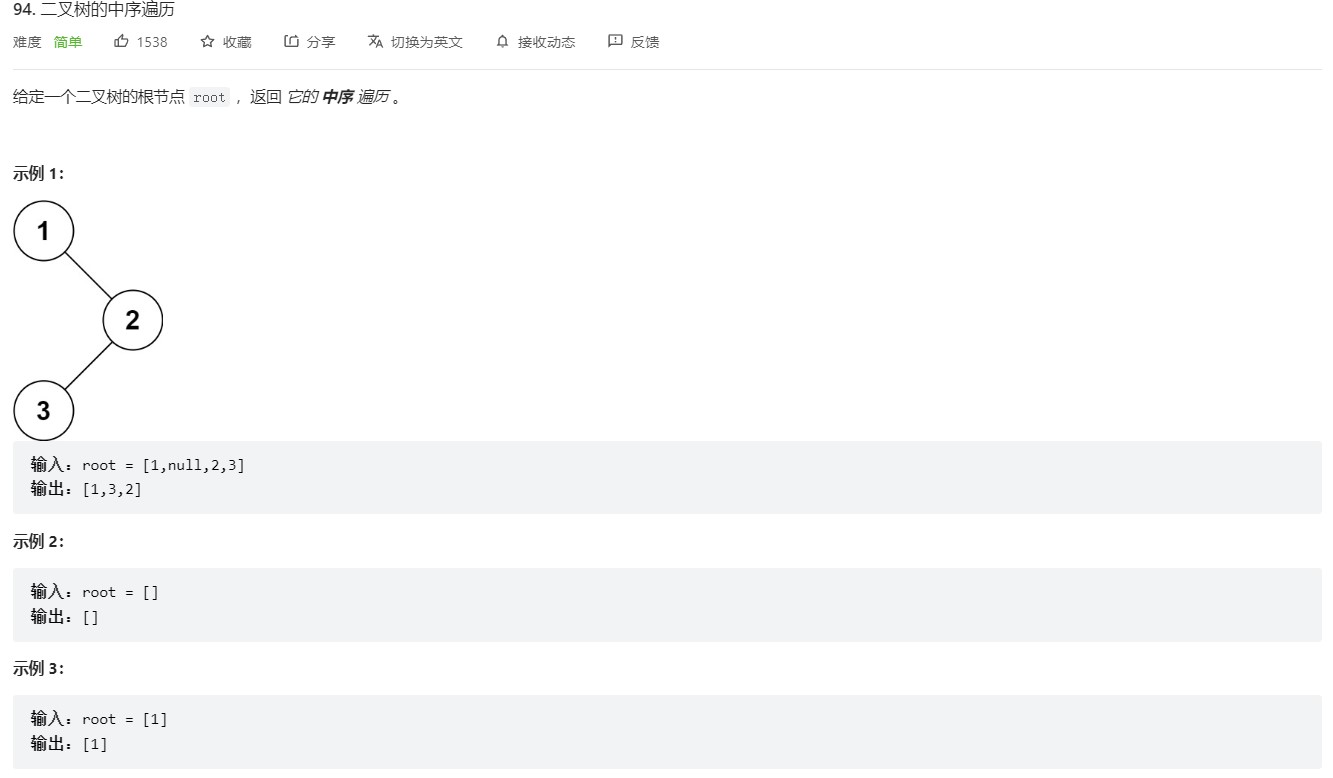 94. 二叉树的中序遍历
难度 简单 1538 收藏 分享 切换为英文 接收动态 反馈
给定一个二叉树的根节点 root ，返回 它的 中序 遍历 。
示例 1：
1
2
3
输入：root = [1,null,2,3]
输出：[1,3,2]
示例 2：
输入：root = []
输出：[]
示例 3：
输入：root = [1]
输出：[1]